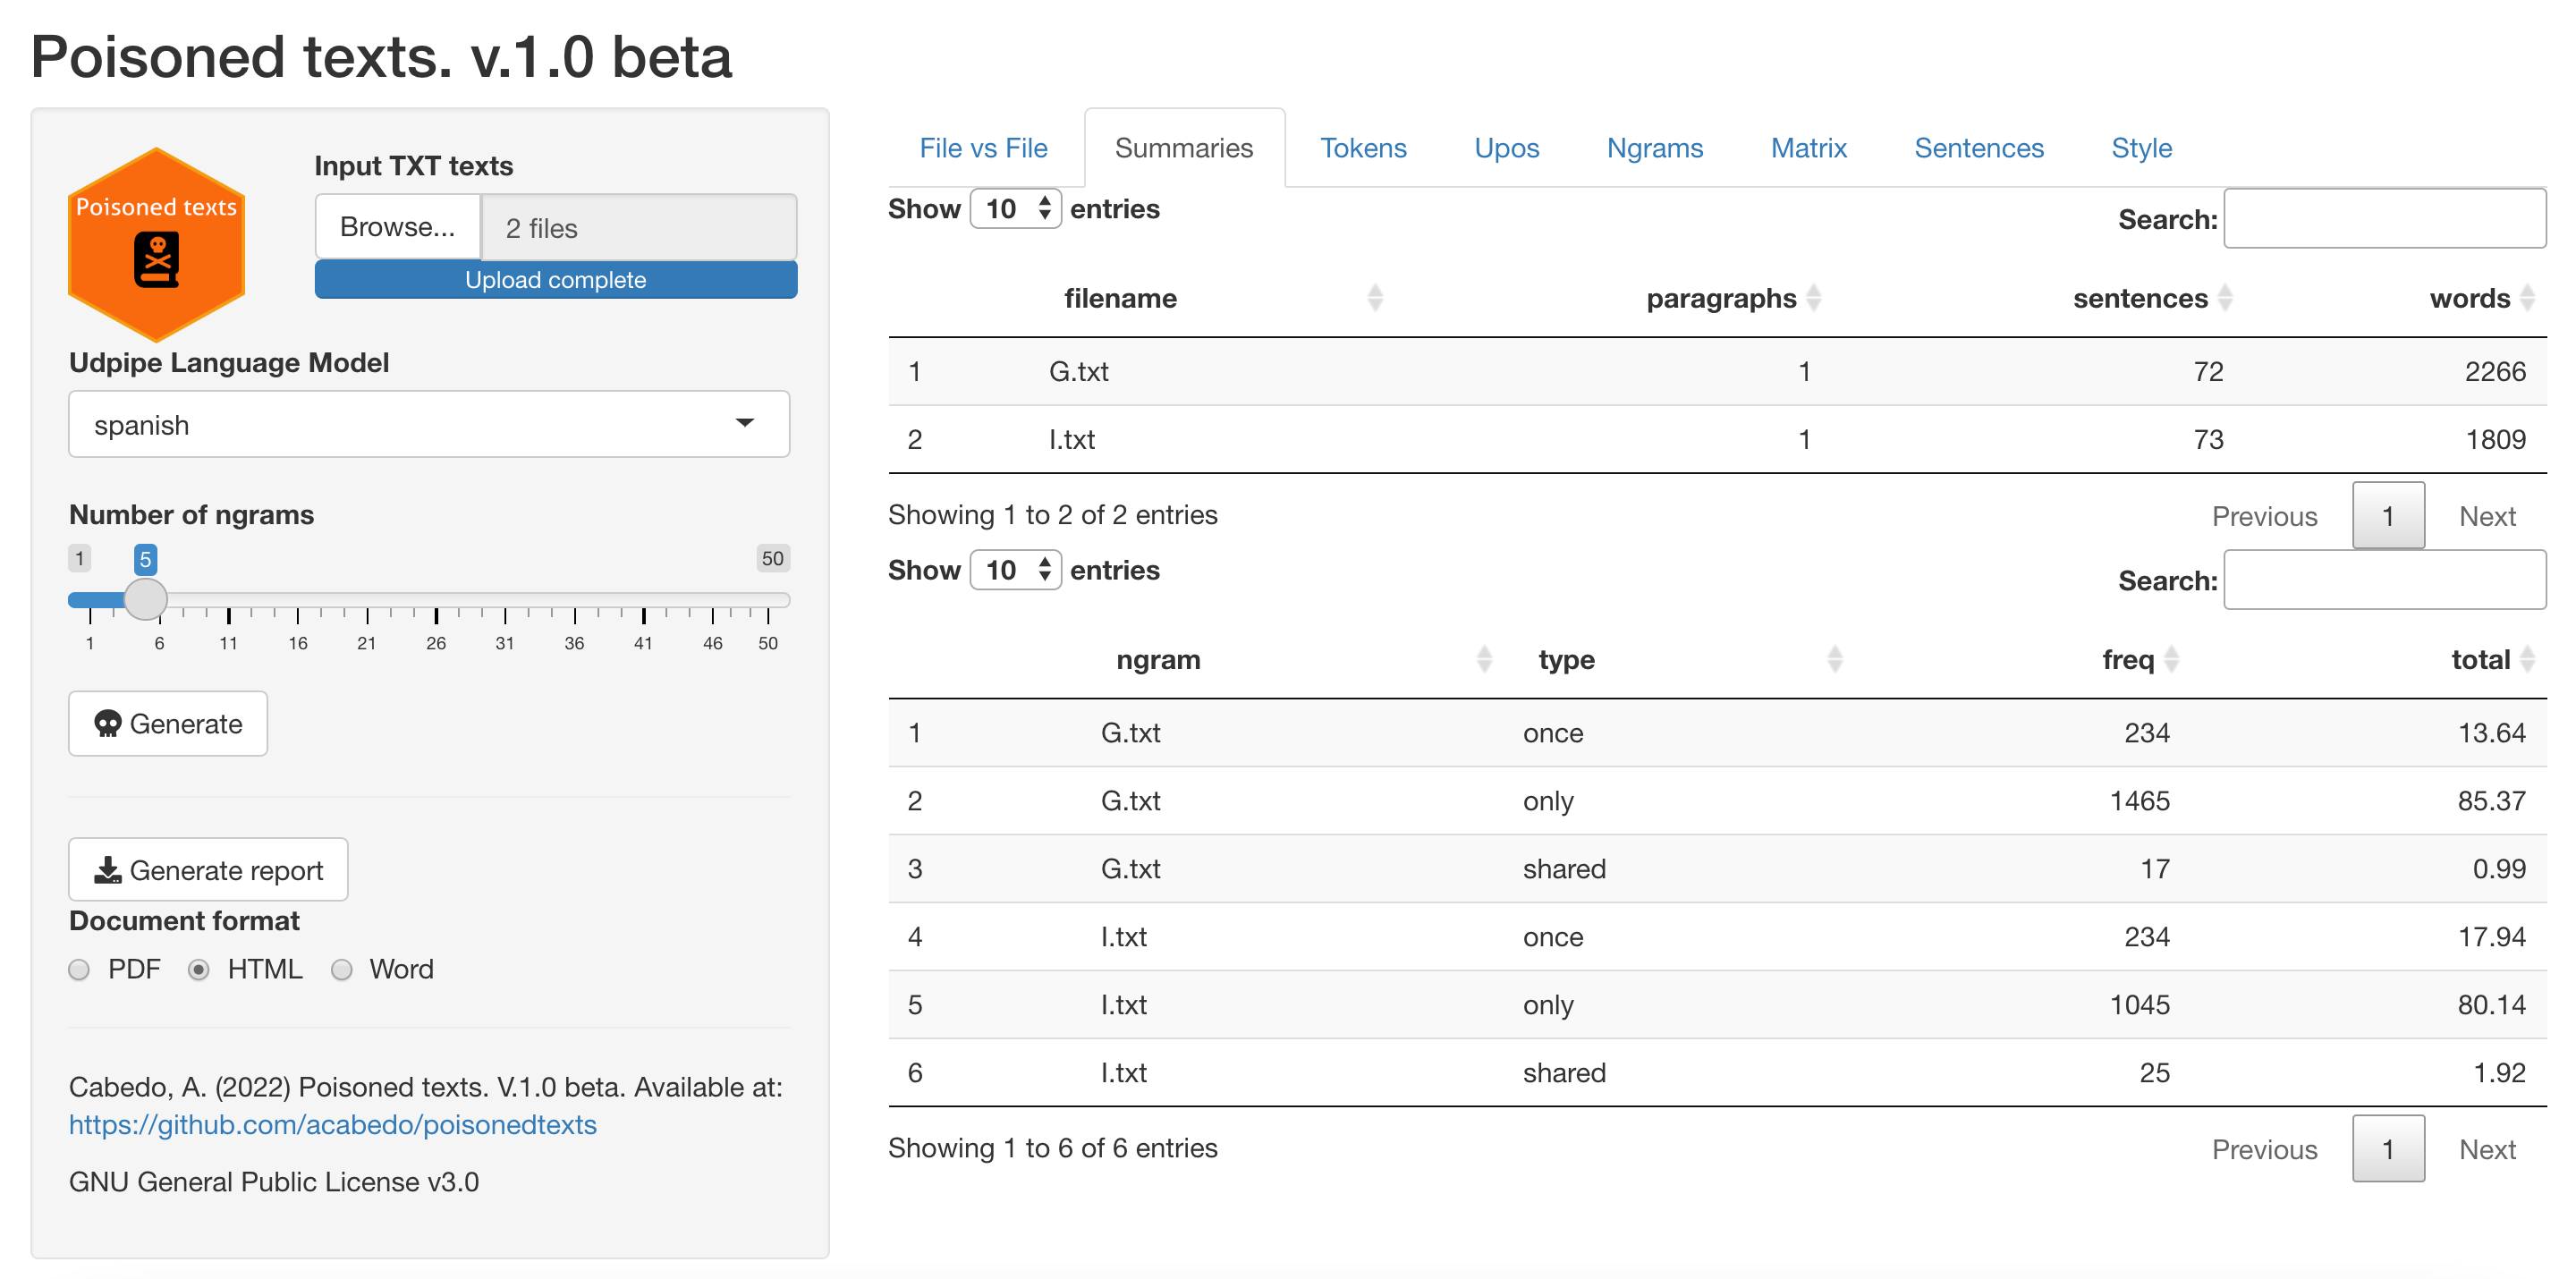 Poisoned texts. v.1.0 beta
Poisoned texts
Input TXT texts
Browse... 2 files
Upload complete
Udpipe Language Model
spanish
Number of ngrams
1 5 50
1 6 11 16 21 26 31 36 41 46 50
Generate
Generate report
Document format
PDF HTML Word
Cabedo, A. (2022) Poisoned texts. V.1.0 beta. Available at:
https://github.com/acabedo/poisonedtexts
GNU General Public License v3.0
File vs File Summaries Tokens Upos Ngrams Matrix Sentences Style
Show 10 entries Search:
filename paragraphs sentences words
1 G.txt 1 72 2266
2 I.txt 1 73 1809
Showing 1 to 2 of 2 entries Previous 1 Next
Show 10 entries Search:
ngram type freq total
1 G.txt once 234 13.64
2 G.txt only 1465 85.37
3 G.txt shared 17 0.99
4 I.txt once 234 17.94
5 I.txt only 1045 80.14
6 I.txt shared 25 1.92
Showing 1 to 6 of 6 entries Previous 1 Next